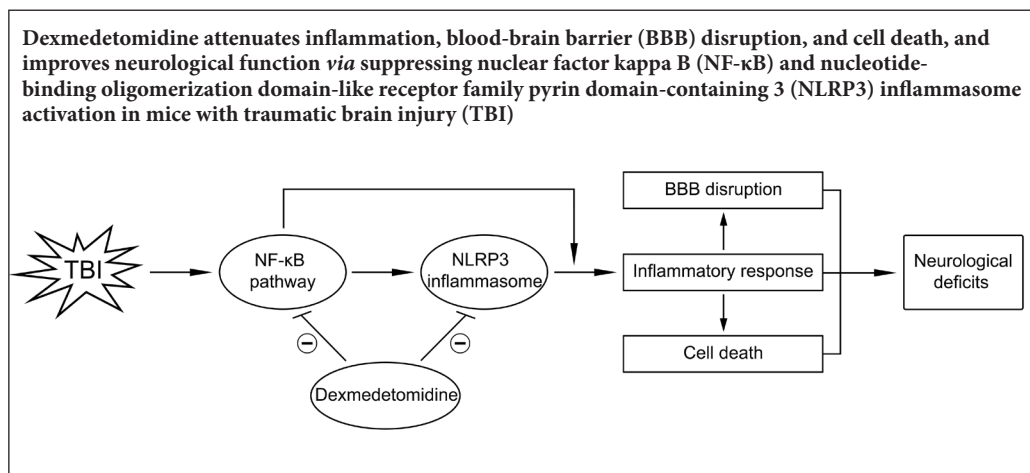 Dexmedetomidine attenuates inflammation, blood-brain barrier (BBB) disruption, and cell death, and
improves neurological function via suppressing nuclear factor kappa B (NF-κB) and nucleotide-
binding oligomerization domain-like receptor family pyrin domain-containing 3 (NLRP3) inflammasome
activation in mice with traumatic brain injury (TBI)
TBI
NF-κB
pathway
NLRP3
inflammasome
Dexmedetomidine
BBB disruption
Inflammatory response
Cell death
Neurological
deficits